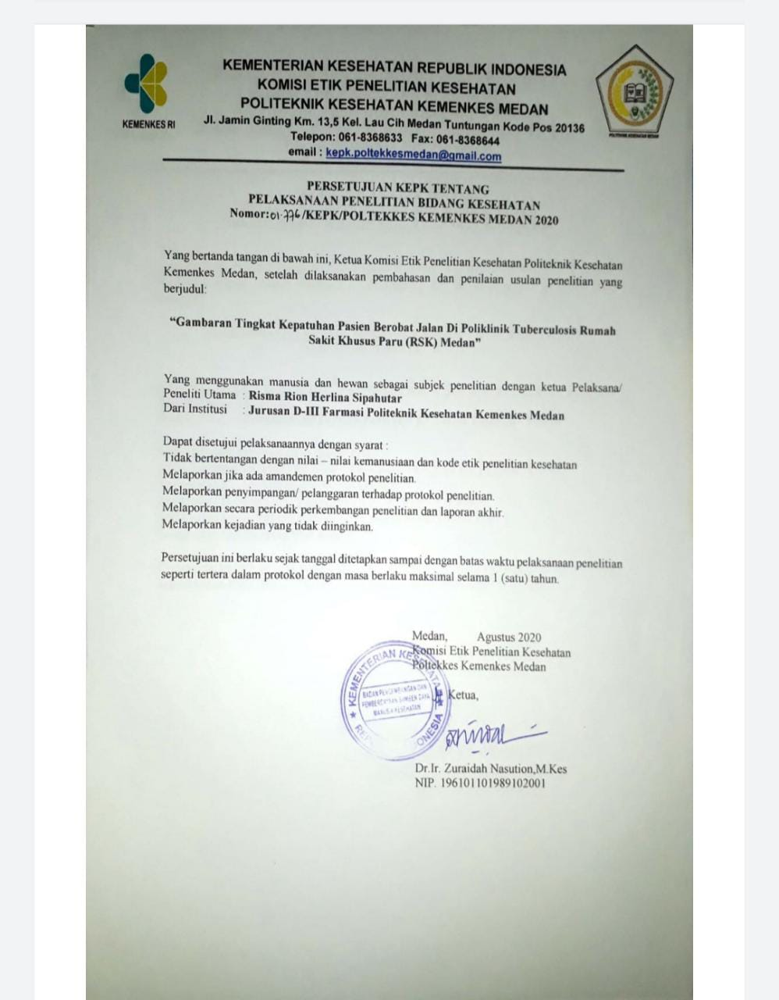 KEMENTERIAN KESEHATAN REPUBLIK INDONESIA
KOMISI ETIK PENELITIAN KESEHATAN
POLITEKNIK KESEHATAN KEMENKES MEDAN
KEMENKES RI
Jl. Jamin Ginting Km. 13,5 Kel. Lau Cih Medan Tuntungan Kode Pos 20136
Telepon: 061-8368633 Fax: 061-8368644
email : kepk.poltekkesmedan@gmail.com
POLITEKNIK KESEHATAN MEDAN
PERSETUJUAN KEPK TENTANG
PELAKSANAAN PENELITIAN BIDANG KESEHATAN
Nomor:01.776/KEPK/POLTEKKES KEMENKES MEDAN 2020
Yang bertanda tangan di bawah ini, Ketua Komisi Etik Penelitian Kesehatan Politeknik Kesehatan
Kemenkes Medan, setelah dilaksanakan pembahasan dan penilaian usulan penelitian yang
berjudul:
“Gambaran Tingkat Kepatuhan Pasien Berobat Jalan Di Poliklinik Tuberculosis Rumah
Sakit Khusus Paru (RSK) Medan”
Yang menggunakan manusia dan hewan sebagai subjek penelitian dengan ketua Pelaksana/
Peneliti Utama : Risma Rion Herlina Sipahutar
Dari Institusi : Jurusan D-III Farmasi Politeknik Kesehatan Kemenkes Medan
Dapat disetujui pelaksanaannya dengan syarat :
Tidak bertentangan dengan nilai – nilai kemanusiaan dan kode etik penelitian kesehatan
Melaporkan jika ada amandemen protokol penelitian.
Melaporkan penyimpangan/ pelanggaran terhadap protokol penelitian.
Melaporkan secara periodik perkembangan penelitian dan laporan akhir.
Melaporkan kejadian yang tidak diinginkan.
Persetujuan ini berlaku sejak tanggal ditetapkan sampai dengan batas waktu pelaksanaan penelitian
seperti tertera dalam protokol dengan masa berlaku maksimal selama 1 (satu) tahun.
Medan, Agustus 2020
Komisi Etik Penelitian Kesehatan
Poltekkes Kemenkes Medan
Ketua,
KEMENTERIAN KESEHATAN
BADAN PENGEMBANGAN DAN
PEMBERDAYAAN SUMBER DAYA
MANUSIA KESEHATAN
Dr.Ir. Zuraidah Nasution,M.Kes
NIP. 196101101989102001